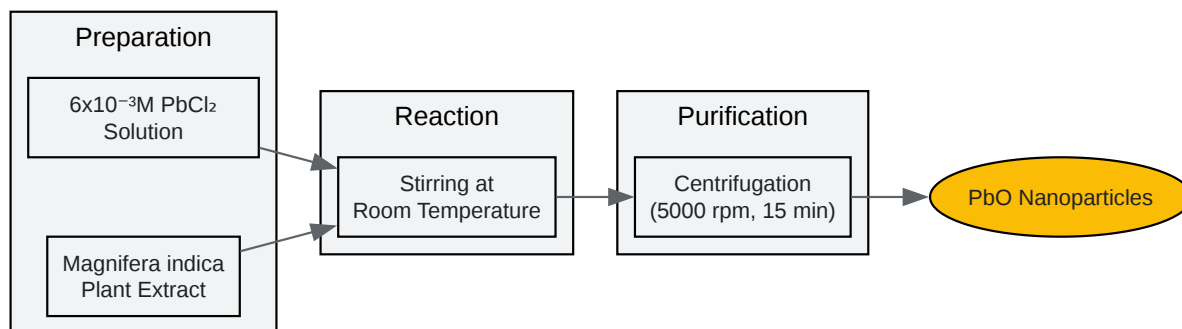 Preparation
6x10⁻³M PbCl₂
Solution
Magnifera indica
Plant Extract
Reaction
Stirring at
Room Temperature
Purification
Centrifugation
(5000 rpm, 15 min)
PbO Nanoparticles